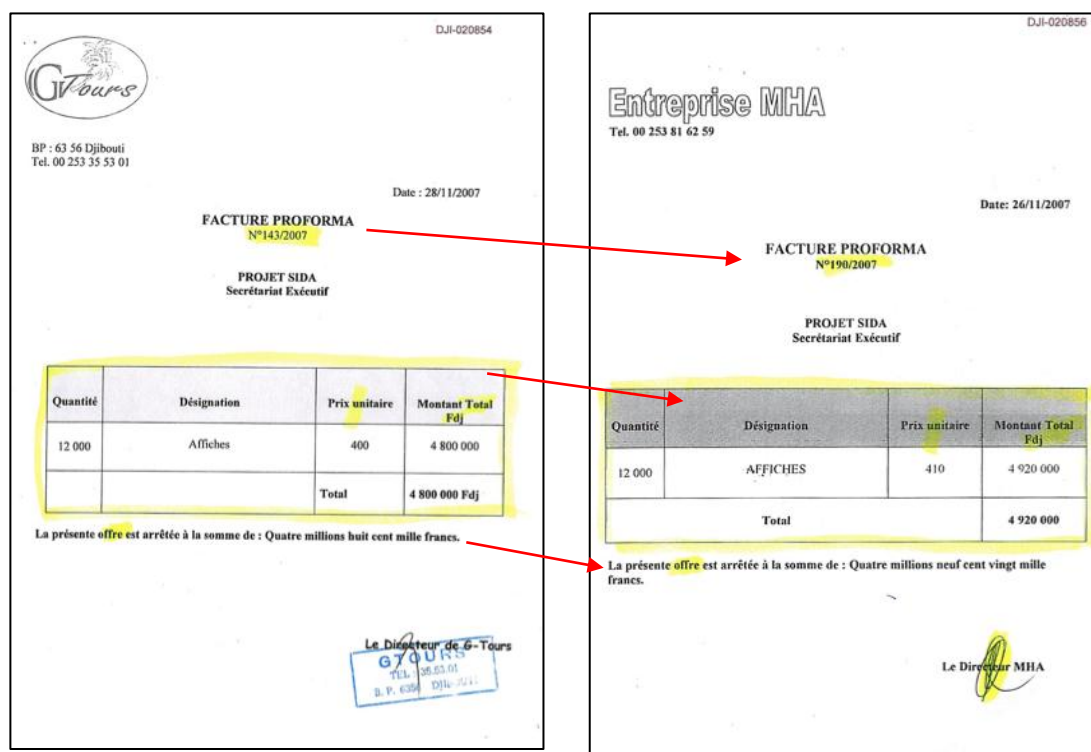 DJI-020854
GTours
BP : 63 56 Djibouti
Tel. 00 253 35 53 01
Date : 28/11/2007
FACTURE PROFORMA
N°143/2007
PROJET SIDA
Secrétariat Exécutif
Quantité Désignation Prix unitaire Montant Total Fdj
12 000 Affiches 400 4 800 000
Total 4 800 000 Fdj
La présente offre est arrêtée à la somme de : Quatre millions huit cent mille francs.
Le Directeur de G-Tours
GTOURS
TEL : 35.53.01
B. P. 6356 DJIBOUTI
DJI-020856
Entreprise MHA
Tel. 00 253 81 62 59
Date: 26/11/2007
FACTURE PROFORMA
N°190/2007
PROJET SIDA
Secrétariat Exécutif
Quantité Désignation Prix unitaire Montant Total Fdj
12 000 AFFICHES 410 4 920 000
Total 4 920 000
La présente offre est arrêtée à la somme de : Quatre millions neuf cent vingt mille
francs.
Le Directeur MHA